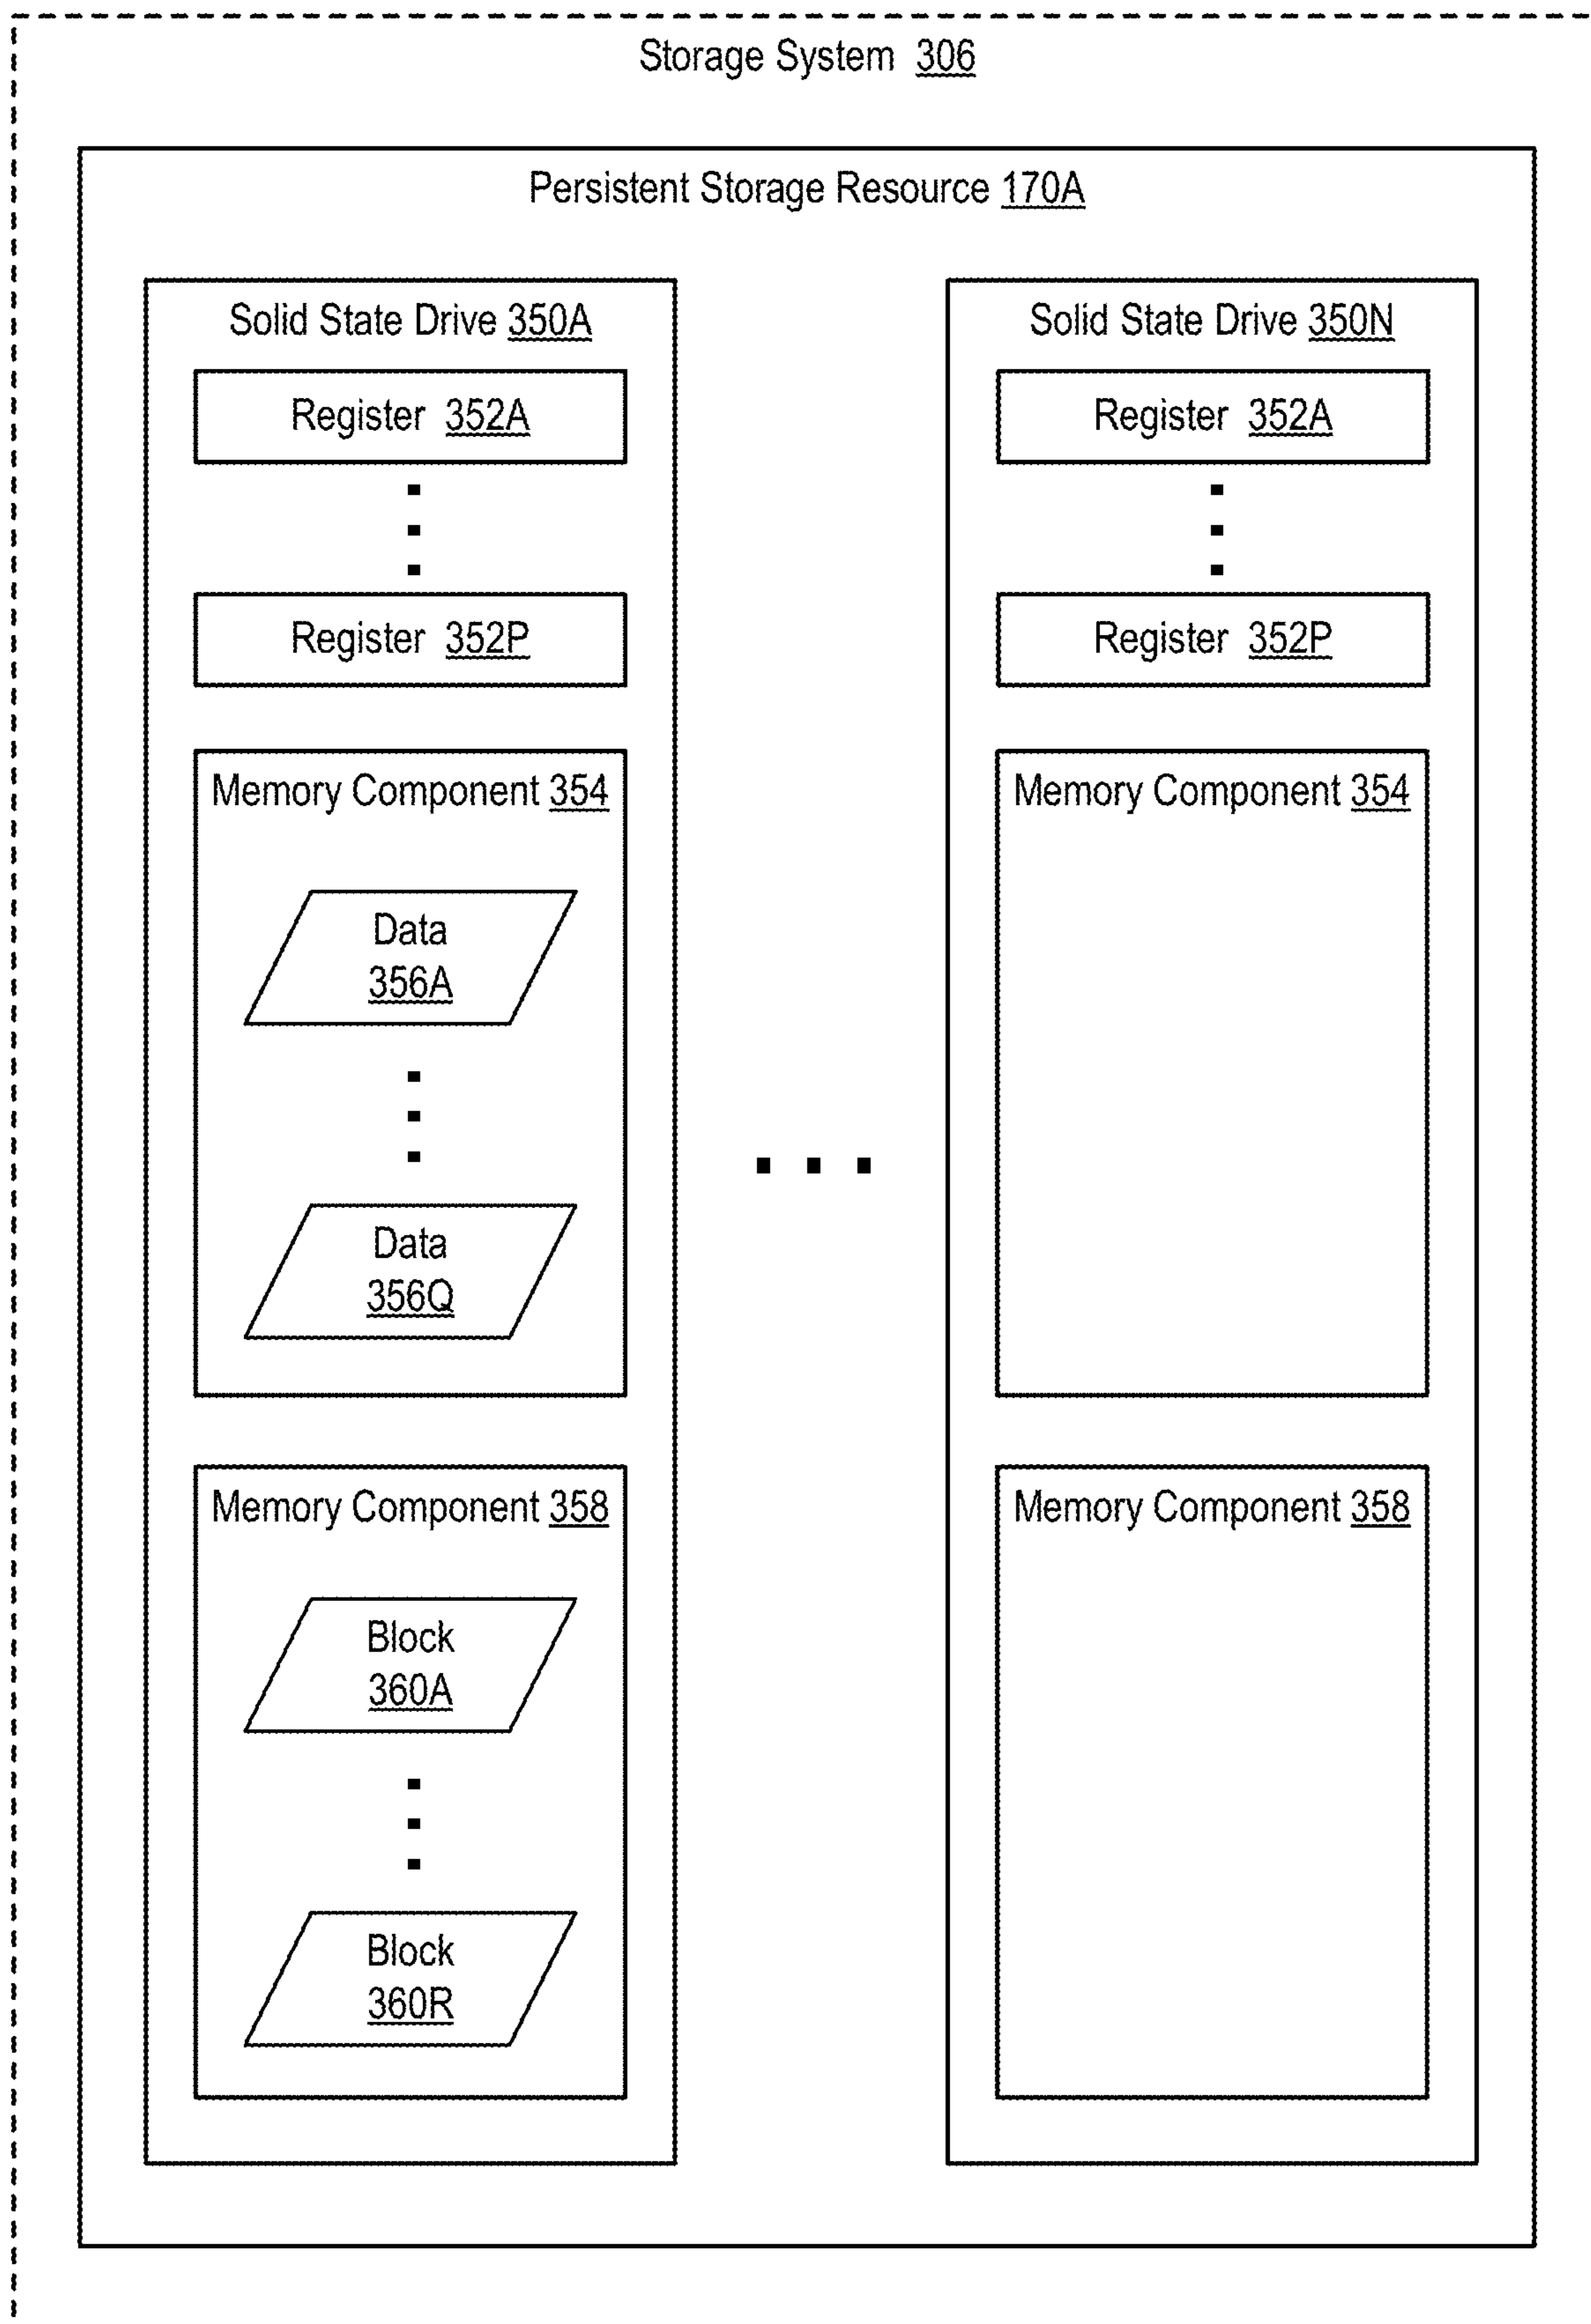 Storage System 306
Persistent Storage Resource 170A
Solid State Drive 350A
Register 352A
Register 352P
Memory Component 354
Data
356A
Data
356Q
Memory Component 358
Block
360A
Block
360R
Solid State Drive 350N
Register 352A
Register 352P
Memory Component 354
Memory Component 358